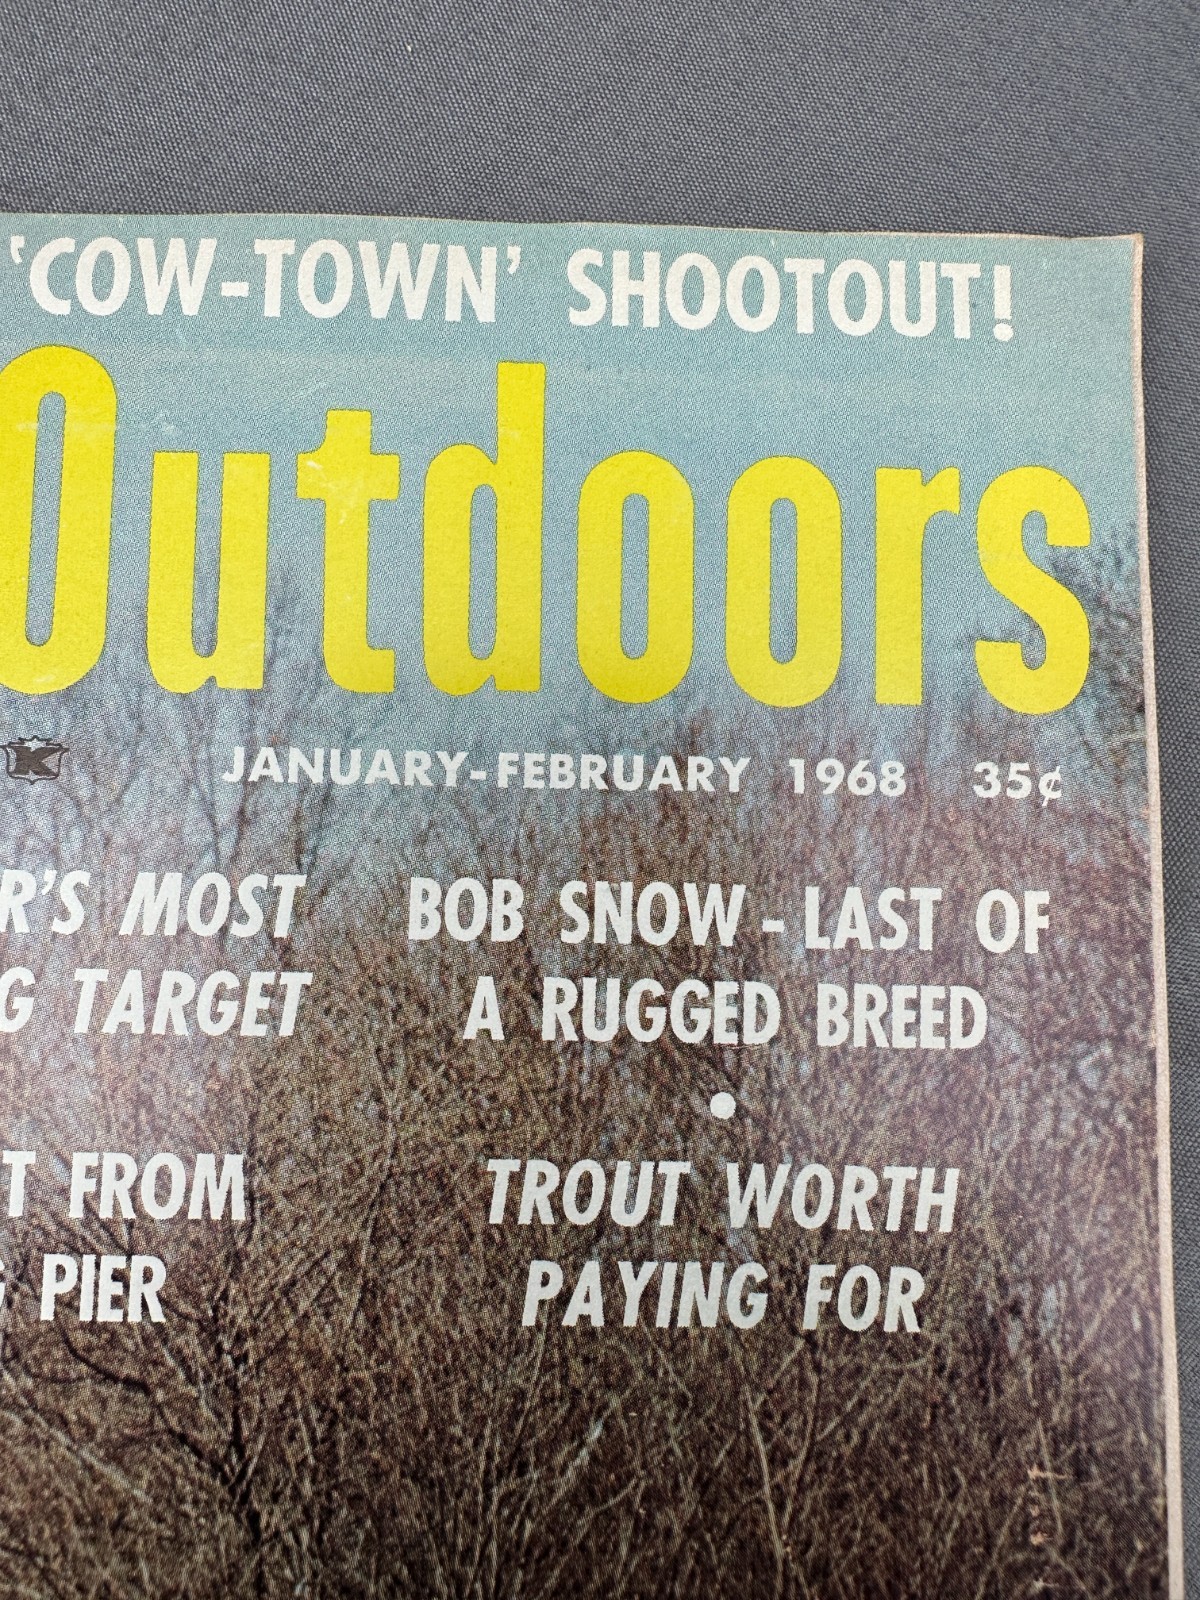 'COW-TOWN' SHOOTOUT!
Outdoors
K
JANUARY-FEBRUARY 1968 35¢
R'S MOST
G TARGET
T FROM
PIER
BOB SNOW - LAST OF
A RUGGED BREED
•
TROUT WORTH
PAYING FOR